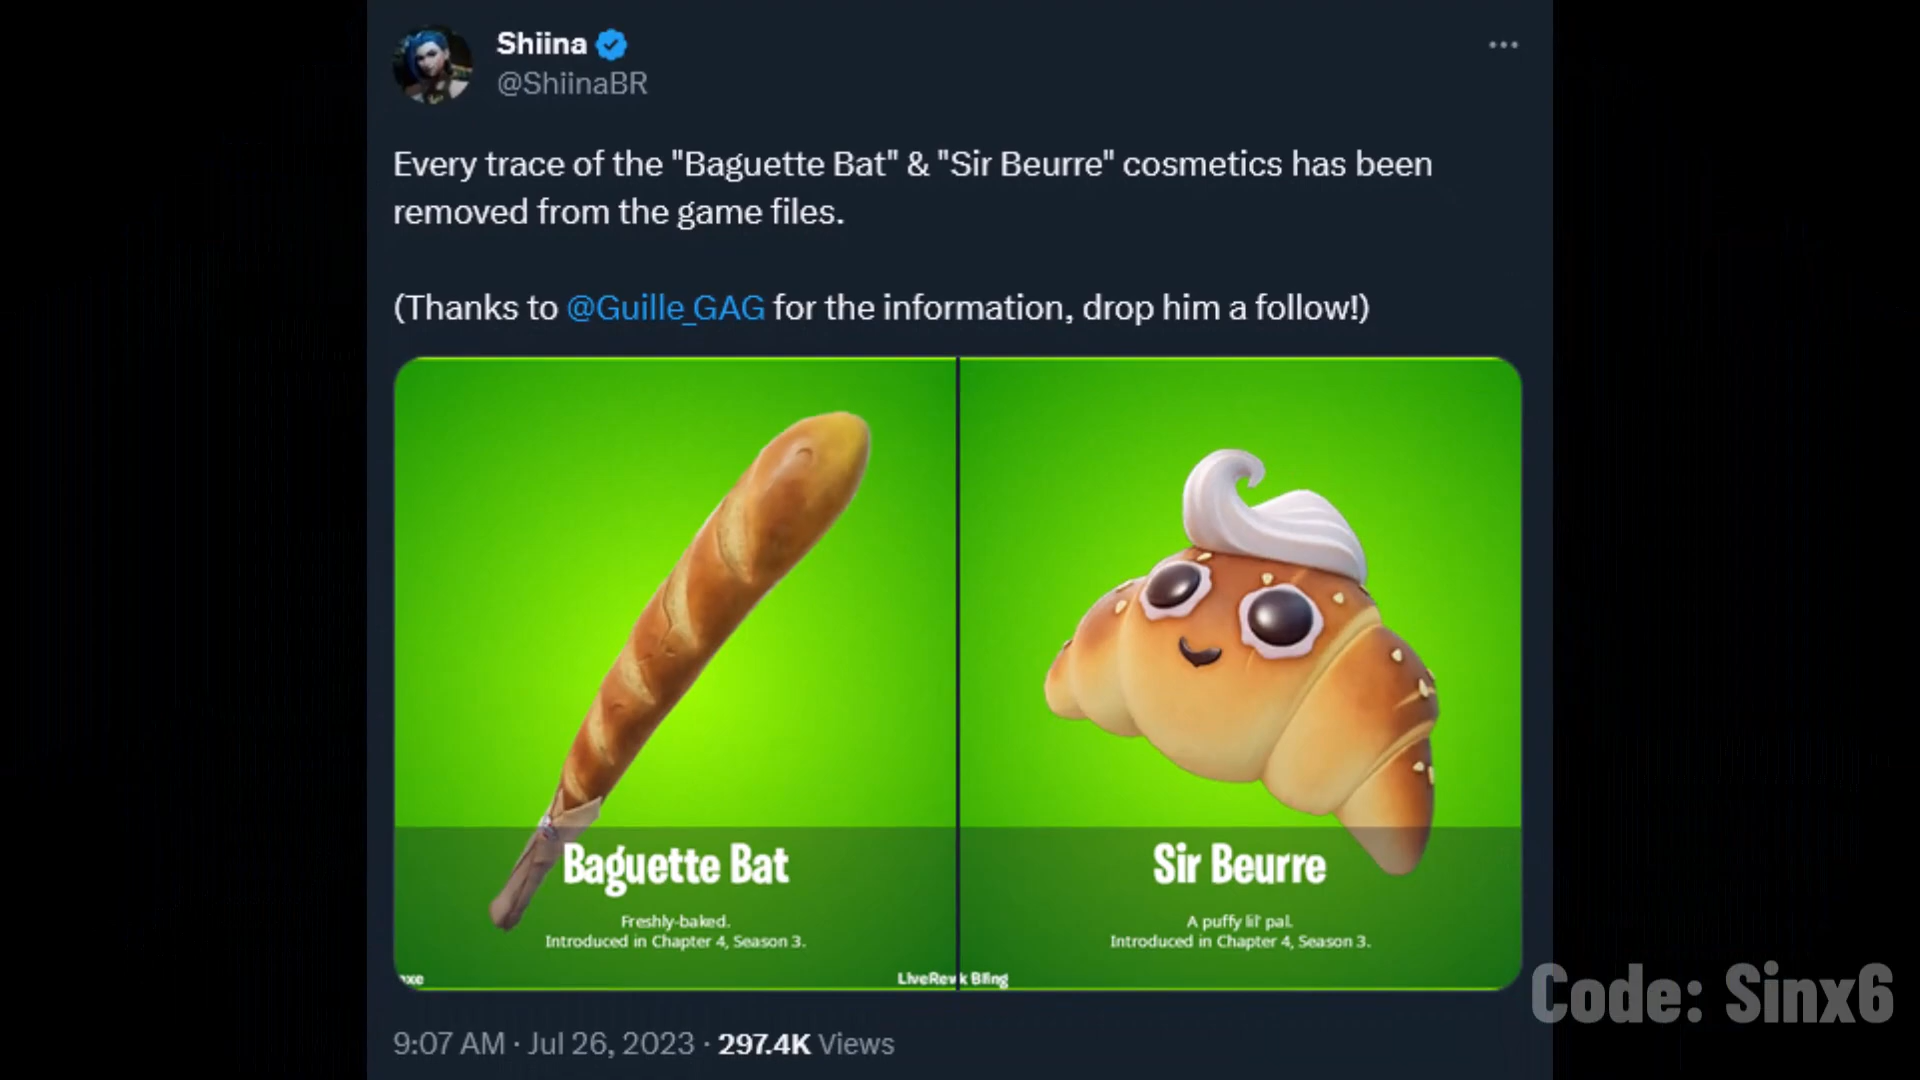 Shiina
@ShiinaBR
Every trace of the "Baguette Bat" & "Sir Beurre" cosmetics has been
removed from the game files.
(Thanks to @Guille_GAG for the information, drop him a follow!)
Baguette Bat
Freshly-baked.
Introduced in Chapter 4, Season 3.
Sir Beurre
A puffy lil' pal.
Introduced in Chapter 4, Season 3.
Code: Sinx6
9:07 AM · Jul 26, 2023 · 297.4K Views